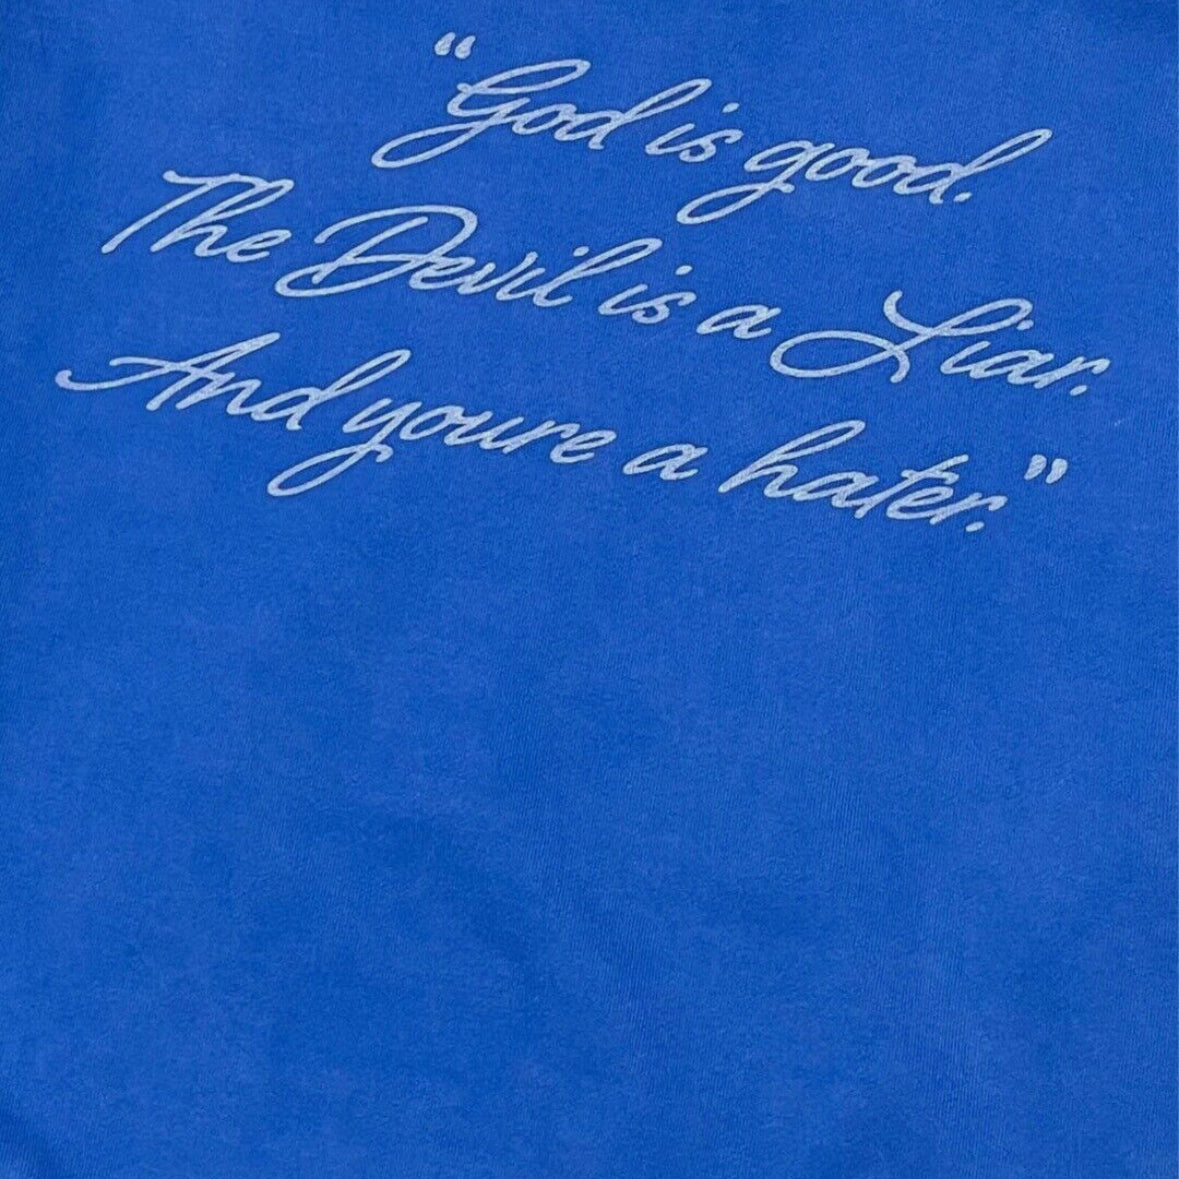 “God is good.
The Devil is a Liar.
And youre a hater.”